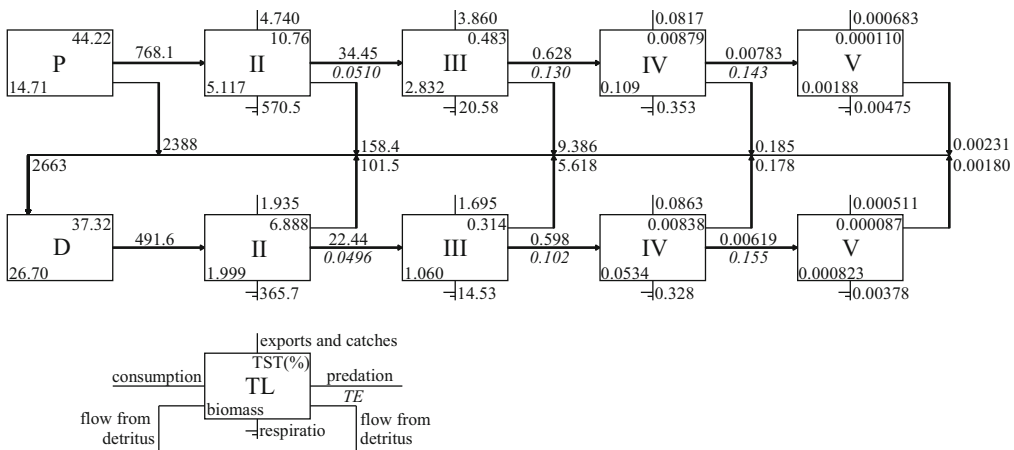 4.740 3.860 0.0817 0.000683
44.22 10.76 0.483 0.00879 0.000110
P 768.1 II 34.45 III 0.628 IV 0.00783 V
0.0510 0.130 0.143
14.71 5.117 2.832 0.109 0.00188
570.5 20.58 0.353 0.00475
2388 158.4 9.386 0.185 0.00231
2663 101.5 5.618 0.178 0.00180
1.935 1.695 0.0863 0.000511
37.32 6.888 0.314 0.00838 0.000087
D 491.6 II 22.44 III 0.598 IV 0.00619 V
0.0496 0.102 0.155
26.70 1.999 1.060 0.0534 0.000823
365.7 14.53 0.328 0.00378
exports and catches
TST(%)
consumption TL predation
TE
biomass
flow from detritus
respiratio
flow from detritus